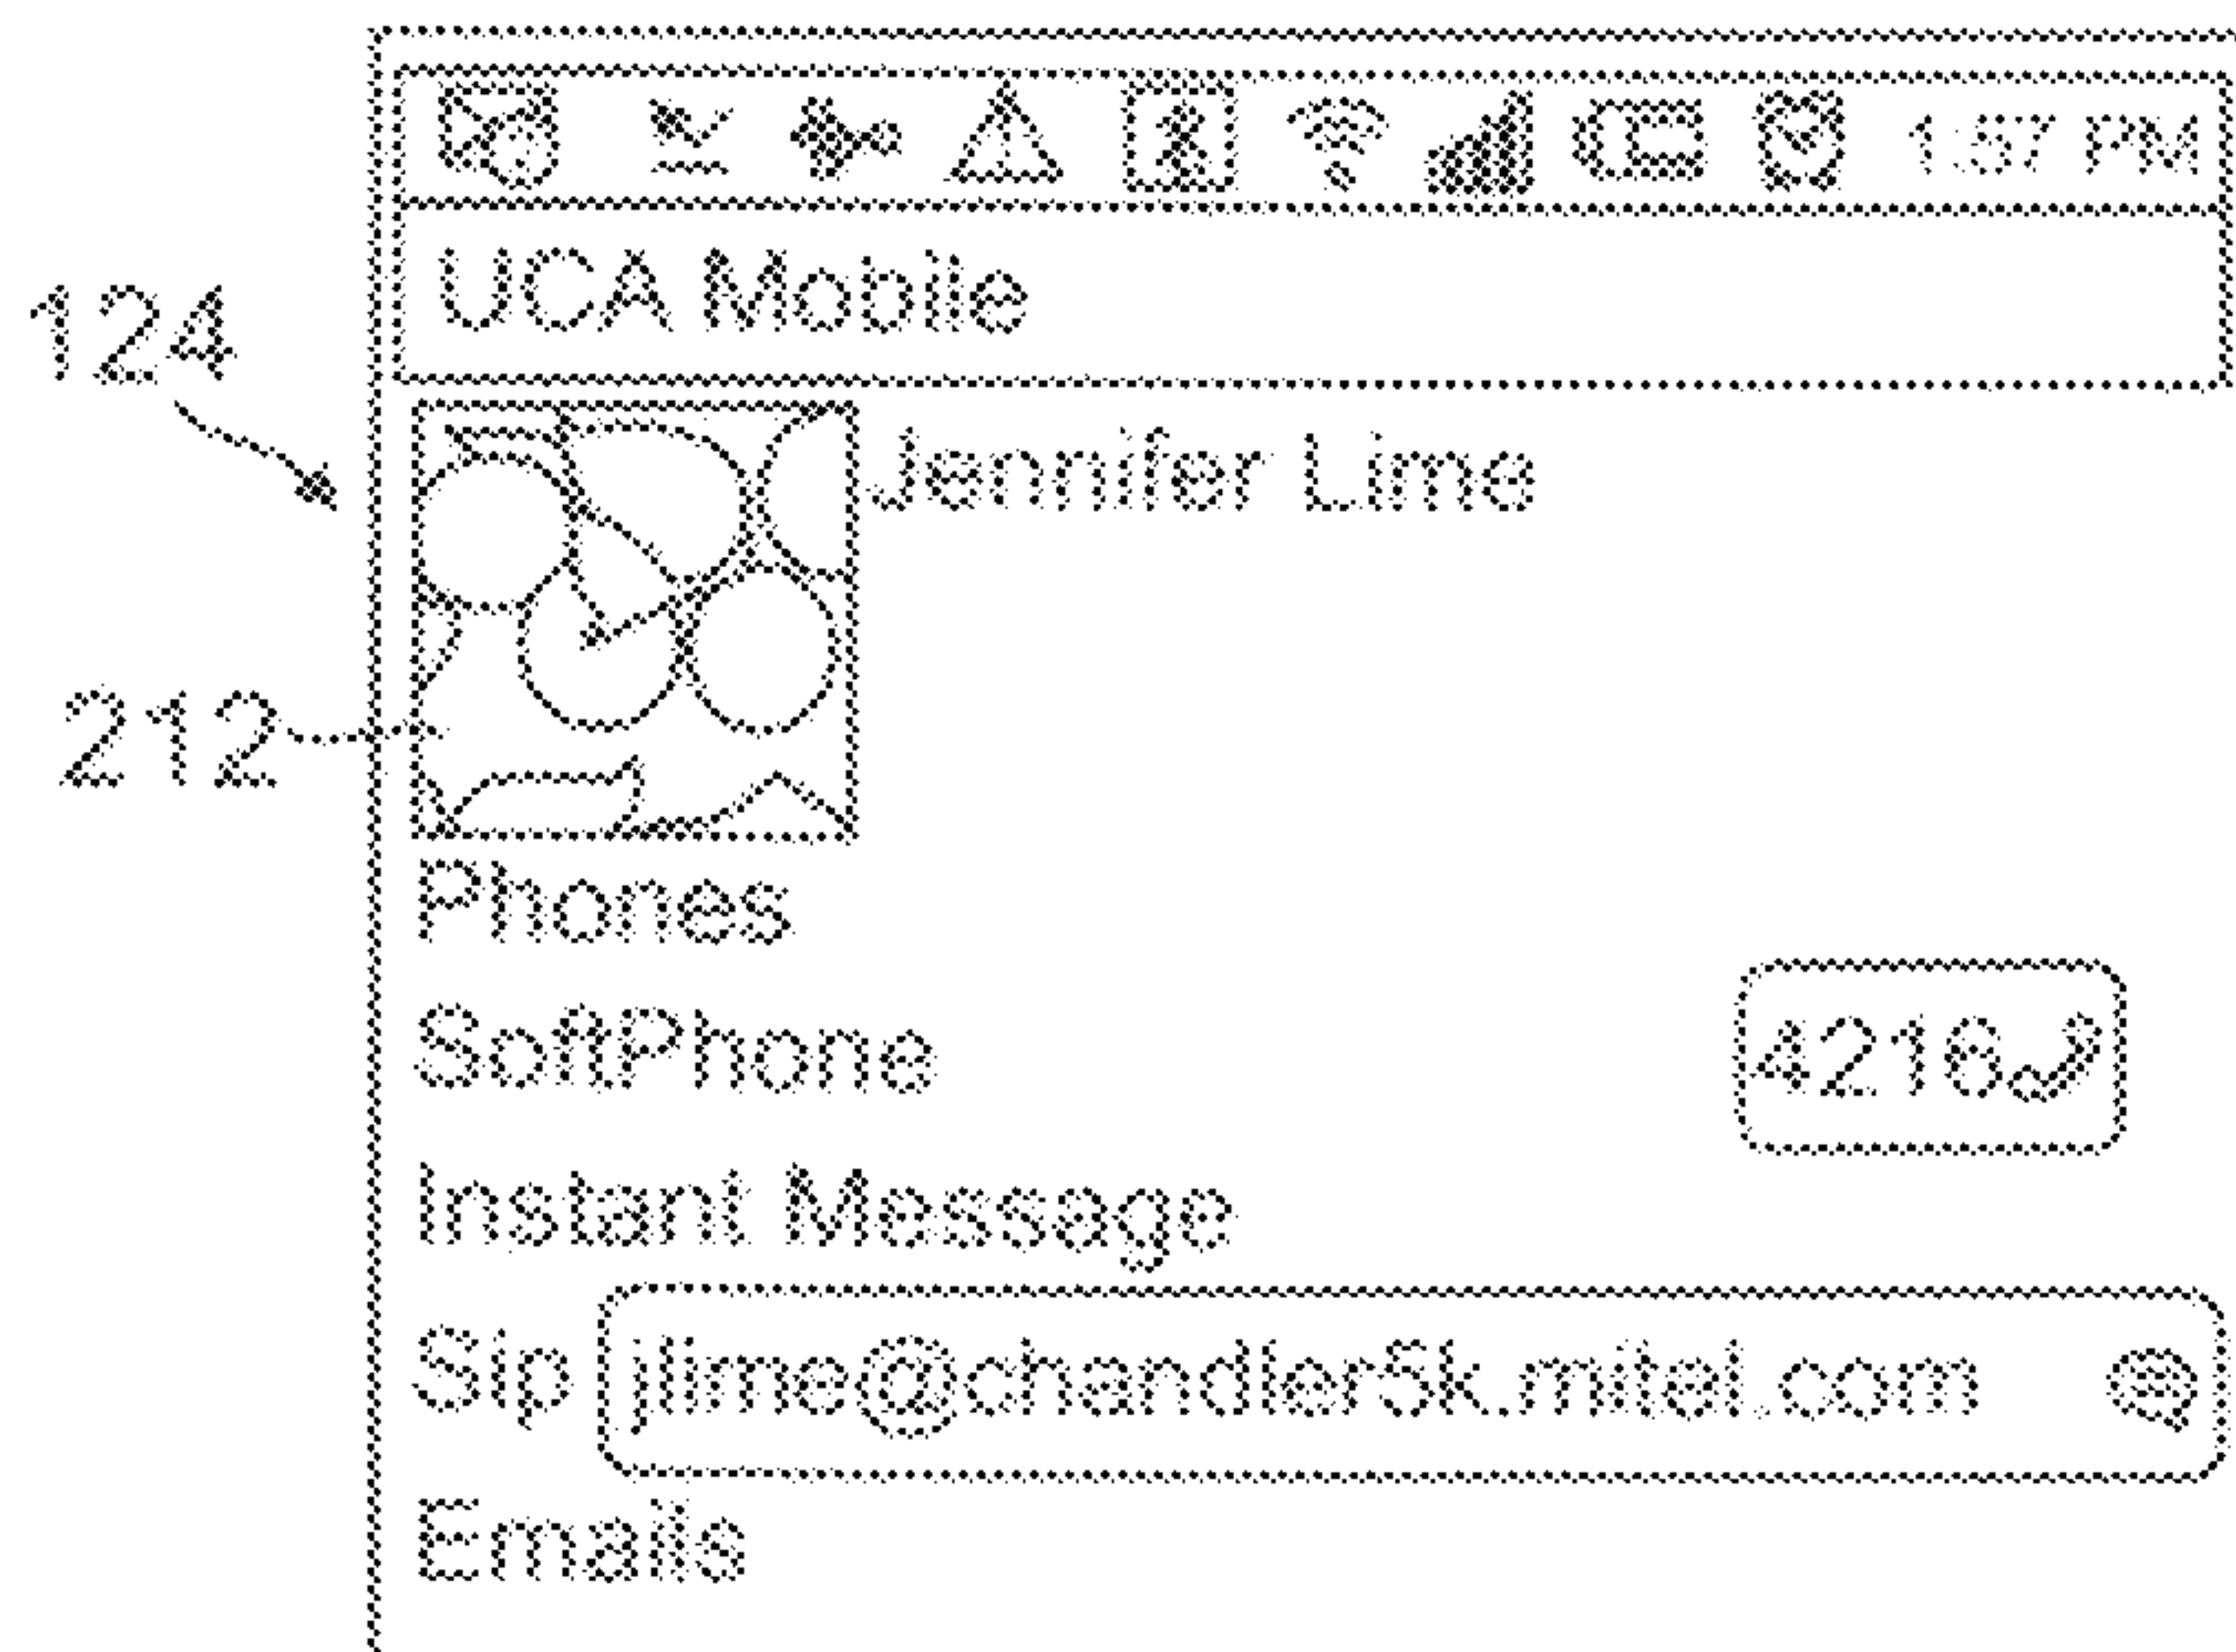 1:57 PM
UCA Mobile
124
Jennifer Lime
212
Phones
SoftPhone 4216
Instant Message
Sip jlime@chandler5k.mitel.com
Emails